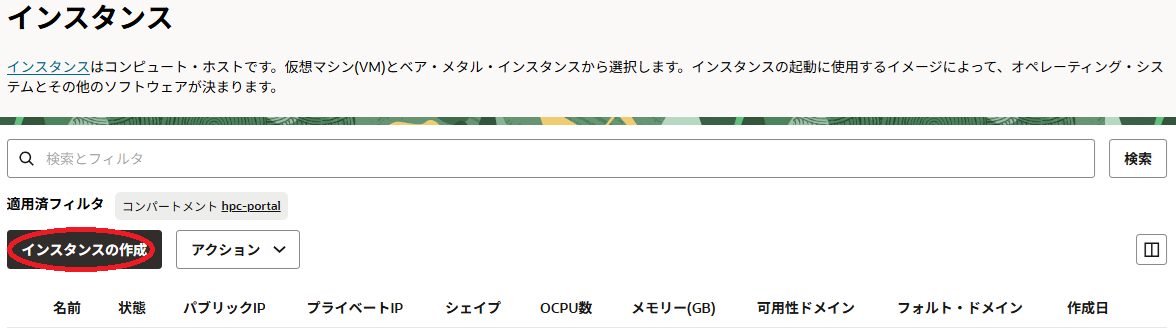 インスタンス
インスタンスはコンピュート・ホストです。仮想マシン(VM)とベア・メタル・インスタンスから選択します。インスタンスの起動に使用するイメージによって、オペレーティング・シ
ステムとその他のソフトウェアが決まります。
検索とフィルタ 検索
適用済フィルタ コンパートメント hpc-portal
インスタンスの作成 アクション
名前 状態 パブリックIP プライベートIP シェイプ OCPU数 メモリー(GB) 可用性ドメイン フォルト・ドメイン 作成日